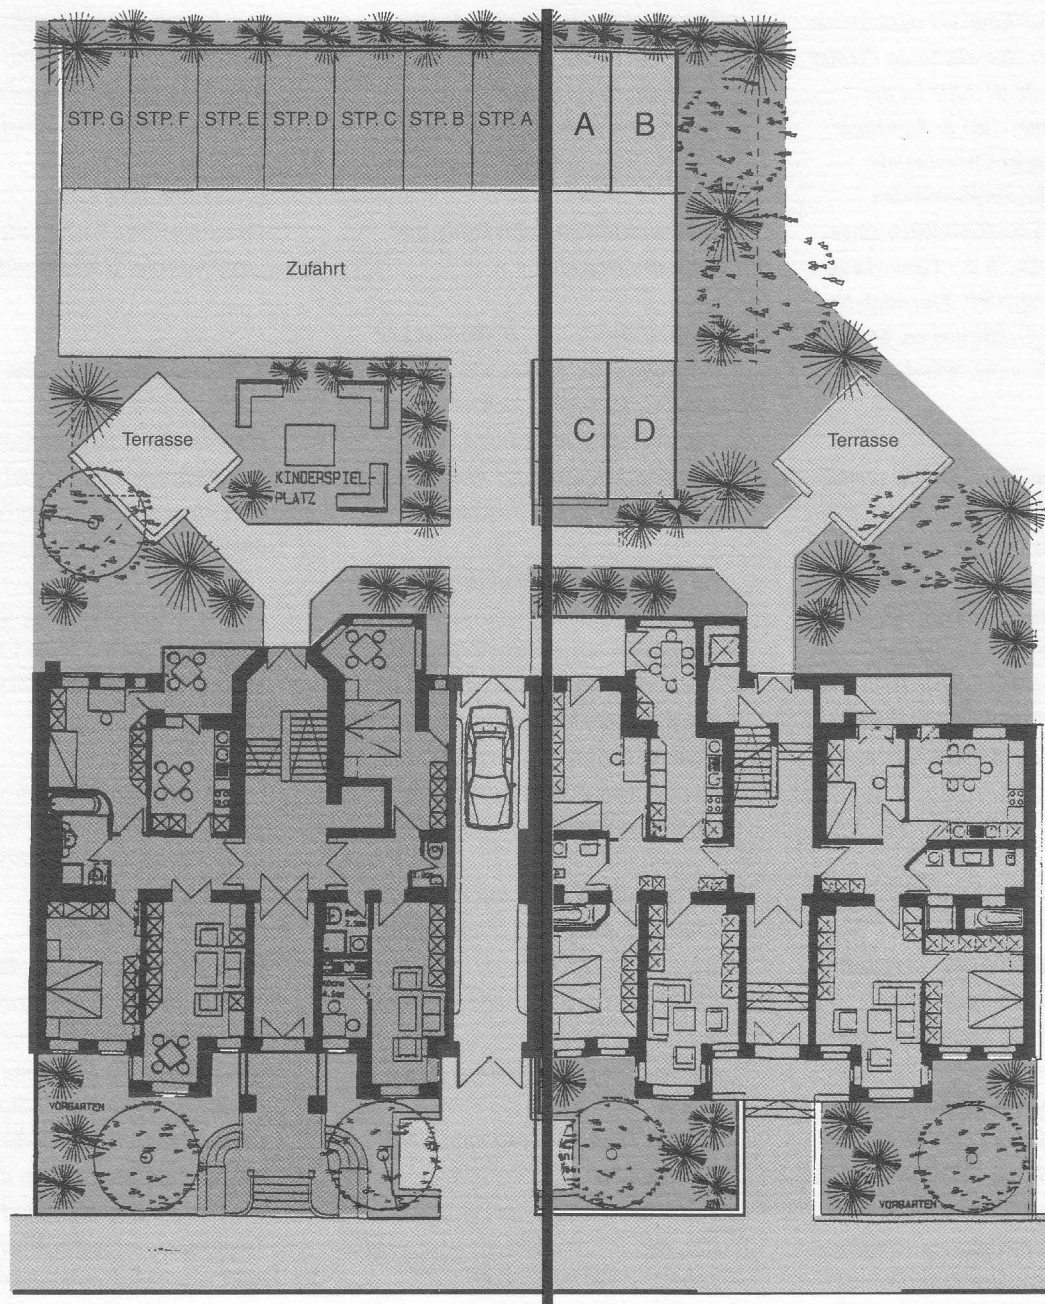 STP. G STP. F STP. E STP. D STP. C STP. B STP. A A B
Zufahrt
C D
Terrasse
Terrasse
KINDERSPIEL-
PLATZ
VORGARTEN
VORGARTEN